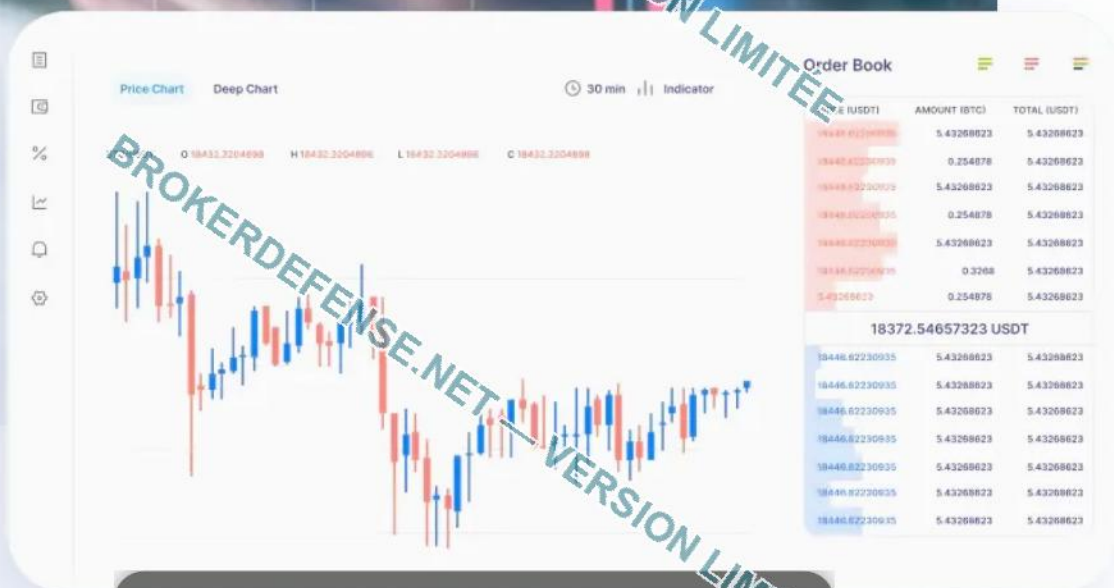 Price Chart Deep Chart 30 min Indicator
O 18432.3204898 H 18432.3204896 L 18432.3204896 C 18432.3204898
Order Book
(USDT) AMOUNT (BTC) TOTAL (USDT)
5.43268623 5.43268623
0.254878 5.43268623
5.43268623 5.43268623
0.254878 5.43268623
5.43268623 5.43268623
0.3268 5.43268623
5.43268623 0.254878 5.43268623
18372.54657323 USDT
18446.62230935 5.43268623 5.43268623
18446.62230935 5.43268623 5.43268623
18446.62230935 5.43268623 5.43268623
18446.62230935 5.43268623 5.43268623
18446.62230935 5.43268623 5.43268623
18446.62230935 5.43268623 5.43268623
18446.62230935 5.43268623 5.43268623
BROKERDEFENSE.NET — VERSION
LIMITÉE